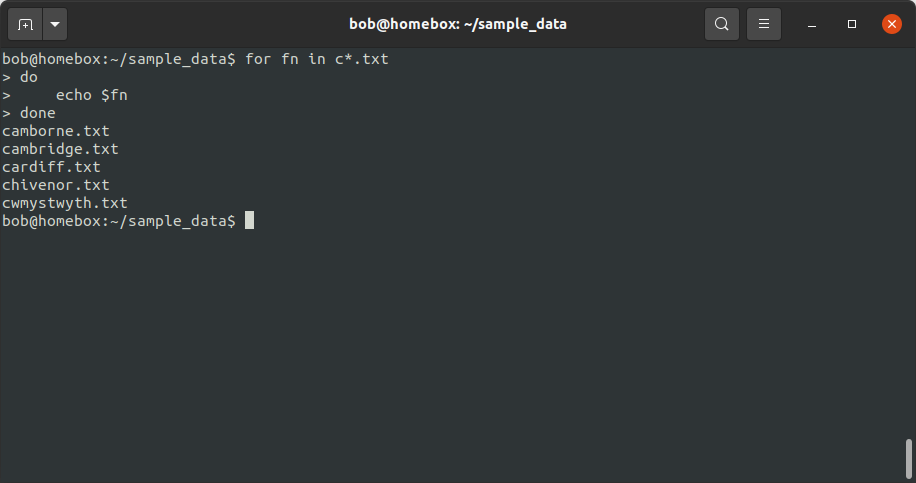 bob@homebox: ~/sample_data
bob@homebox:~/sample_data$ for fn in c*.txt
> do
>     echo $fn
> done
camborne.txt
cambridge.txt
cardiff.txt
chivenor.txt
cwmystwyth.txt
bob@homebox:~/sample_data$